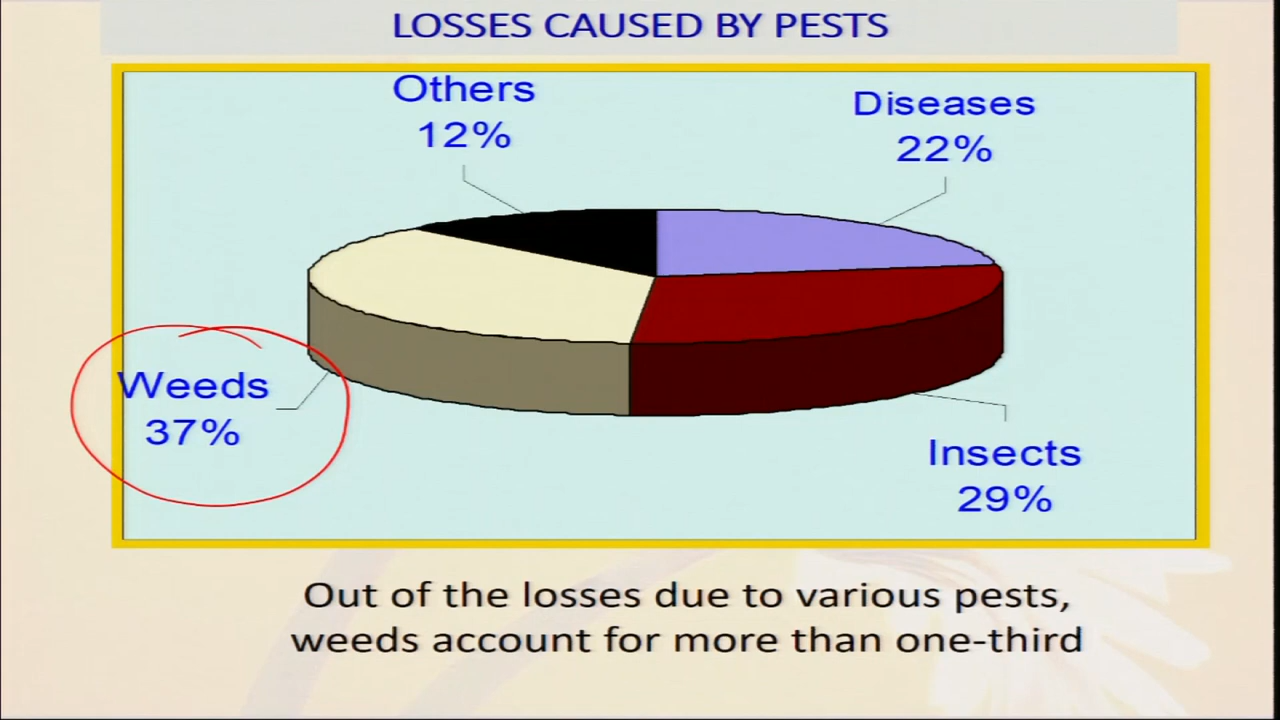 LOSSES CAUSED BY PESTS
Others
12%
Diseases
22%
Weeds
37%
Insects
29%
Out of the losses due to various pests,
weeds account for more than one-third